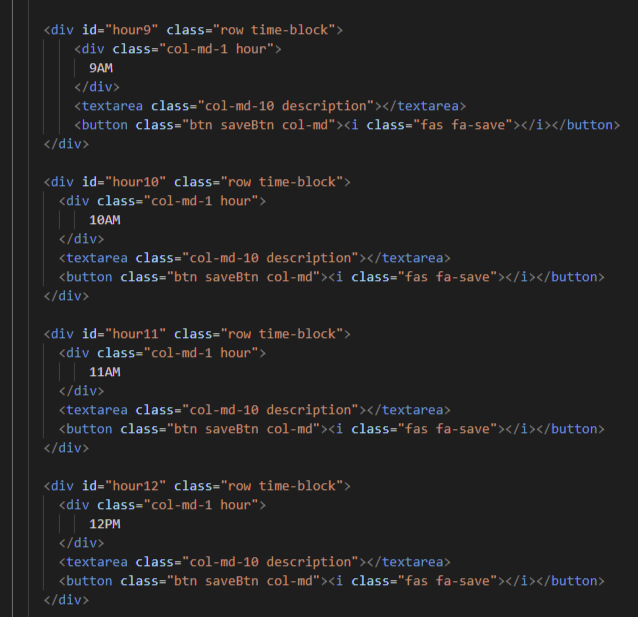 <div id="hour9" class="row time-block">
<div class="col-md-1 hour">
9AM
</div>
<textarea class="col-md-10 description"></textarea>
<button class="btn saveBtn col-md"><i class="fas fa-save"></i></button>
</div>
<div id="hour10" class="row time-block">
<div class="col-md-1 hour">
10AM
</div>
<textarea class="col-md-10 description"></textarea>
<button class="btn saveBtn col-md"><i class="fas fa-save"></i></button>
</div>
<div id="hour11" class="row time-block">
<div class="col-md-1 hour">
11AM
</div>
<textarea class="col-md-10 description"></textarea>
<button class="btn saveBtn col-md"><i class="fas fa-save"></i></button>
</div>
<div id="hour12" class="row time-block">
<div class="col-md-1 hour">
12PM
</div>
<textarea class="col-md-10 description"></textarea>
<button class="btn saveBtn col-md"><i class="fas fa-save"></i></button>
</div>